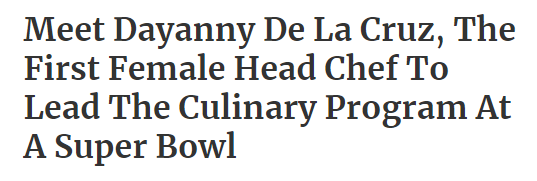 Meet Dayanny De La Cruz, The
First Female Head Chef To
Lead The Culinary Program At
A Super Bowl